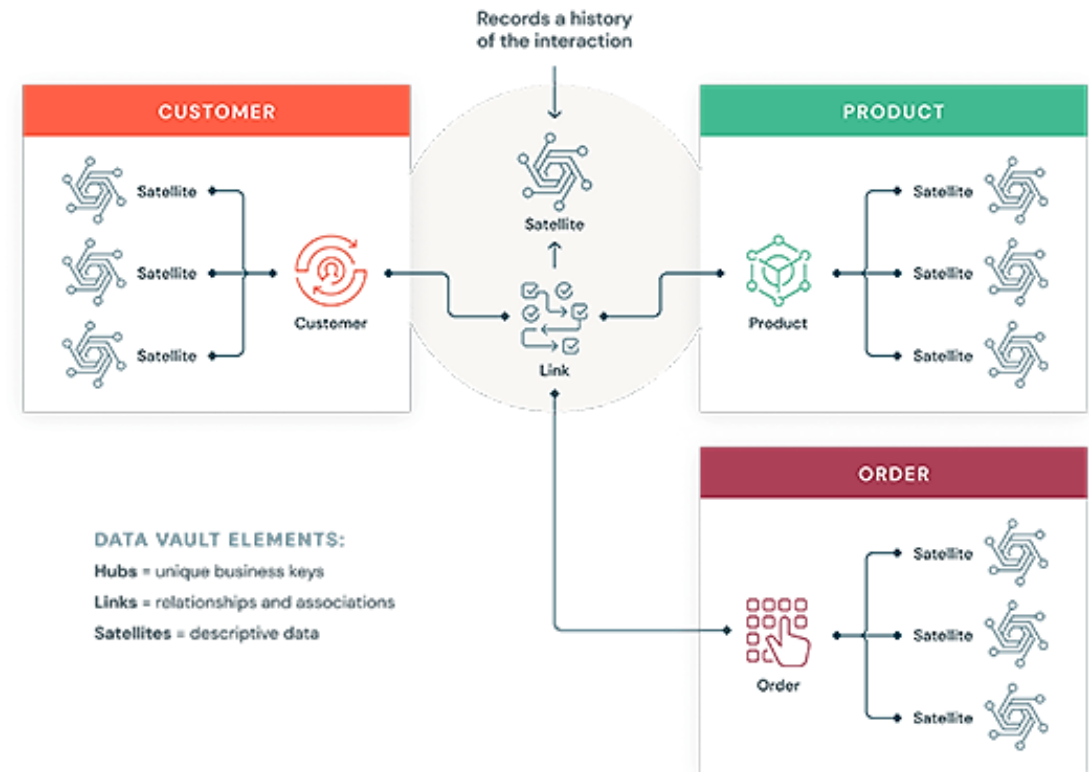 Records a history
of the interaction
CUSTOMER
Satellite
Satellite
Satellite
Customer
Satellite
Link
PRODUCT
Product
Satellite
Satellite
Satellite
ORDER
Order
Satellite
Satellite
Satellite
DATA VAULT ELEMENTS:
Hubs = unique business keys
Links = relationships and associations
Satellites = descriptive data